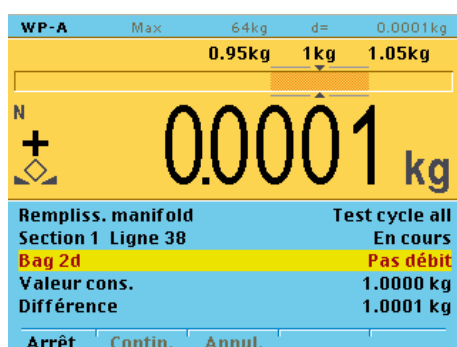 WP-A Max 64kg d= 0.0001kg
0.95kg 1kg 1.05kg
N
+ 0.0001 kg
Rempliss. manifold Test cycle all
Section 1 Ligne 38 En cours
Bag 2d Pas débit
Valeur cons. 1.0000 kg
Différence 1.0001 kg
Arrêt Contin. Annul.